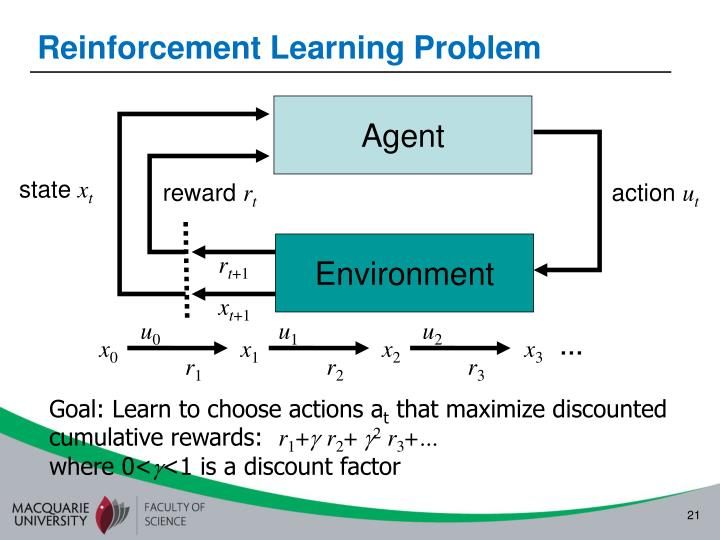 Reinforcement Learning Problem
Agent
state xₜ
reward rₜ
action uₜ
rₜ₊₁
Environment
xₜ₊₁
u₀ u₁ u₂
x₀ x₁ x₂ x₃ ...
r₁ r₂ r₃
Goal: Learn to choose actions aₜ that maximize discounted
cumulative rewards: r₁+γ r₂+ γ² r₃+...
where 0<γ<1 is a discount factor
MACQUARIE
UNIVERSITY
FACULTY OF
SCIENCE
21